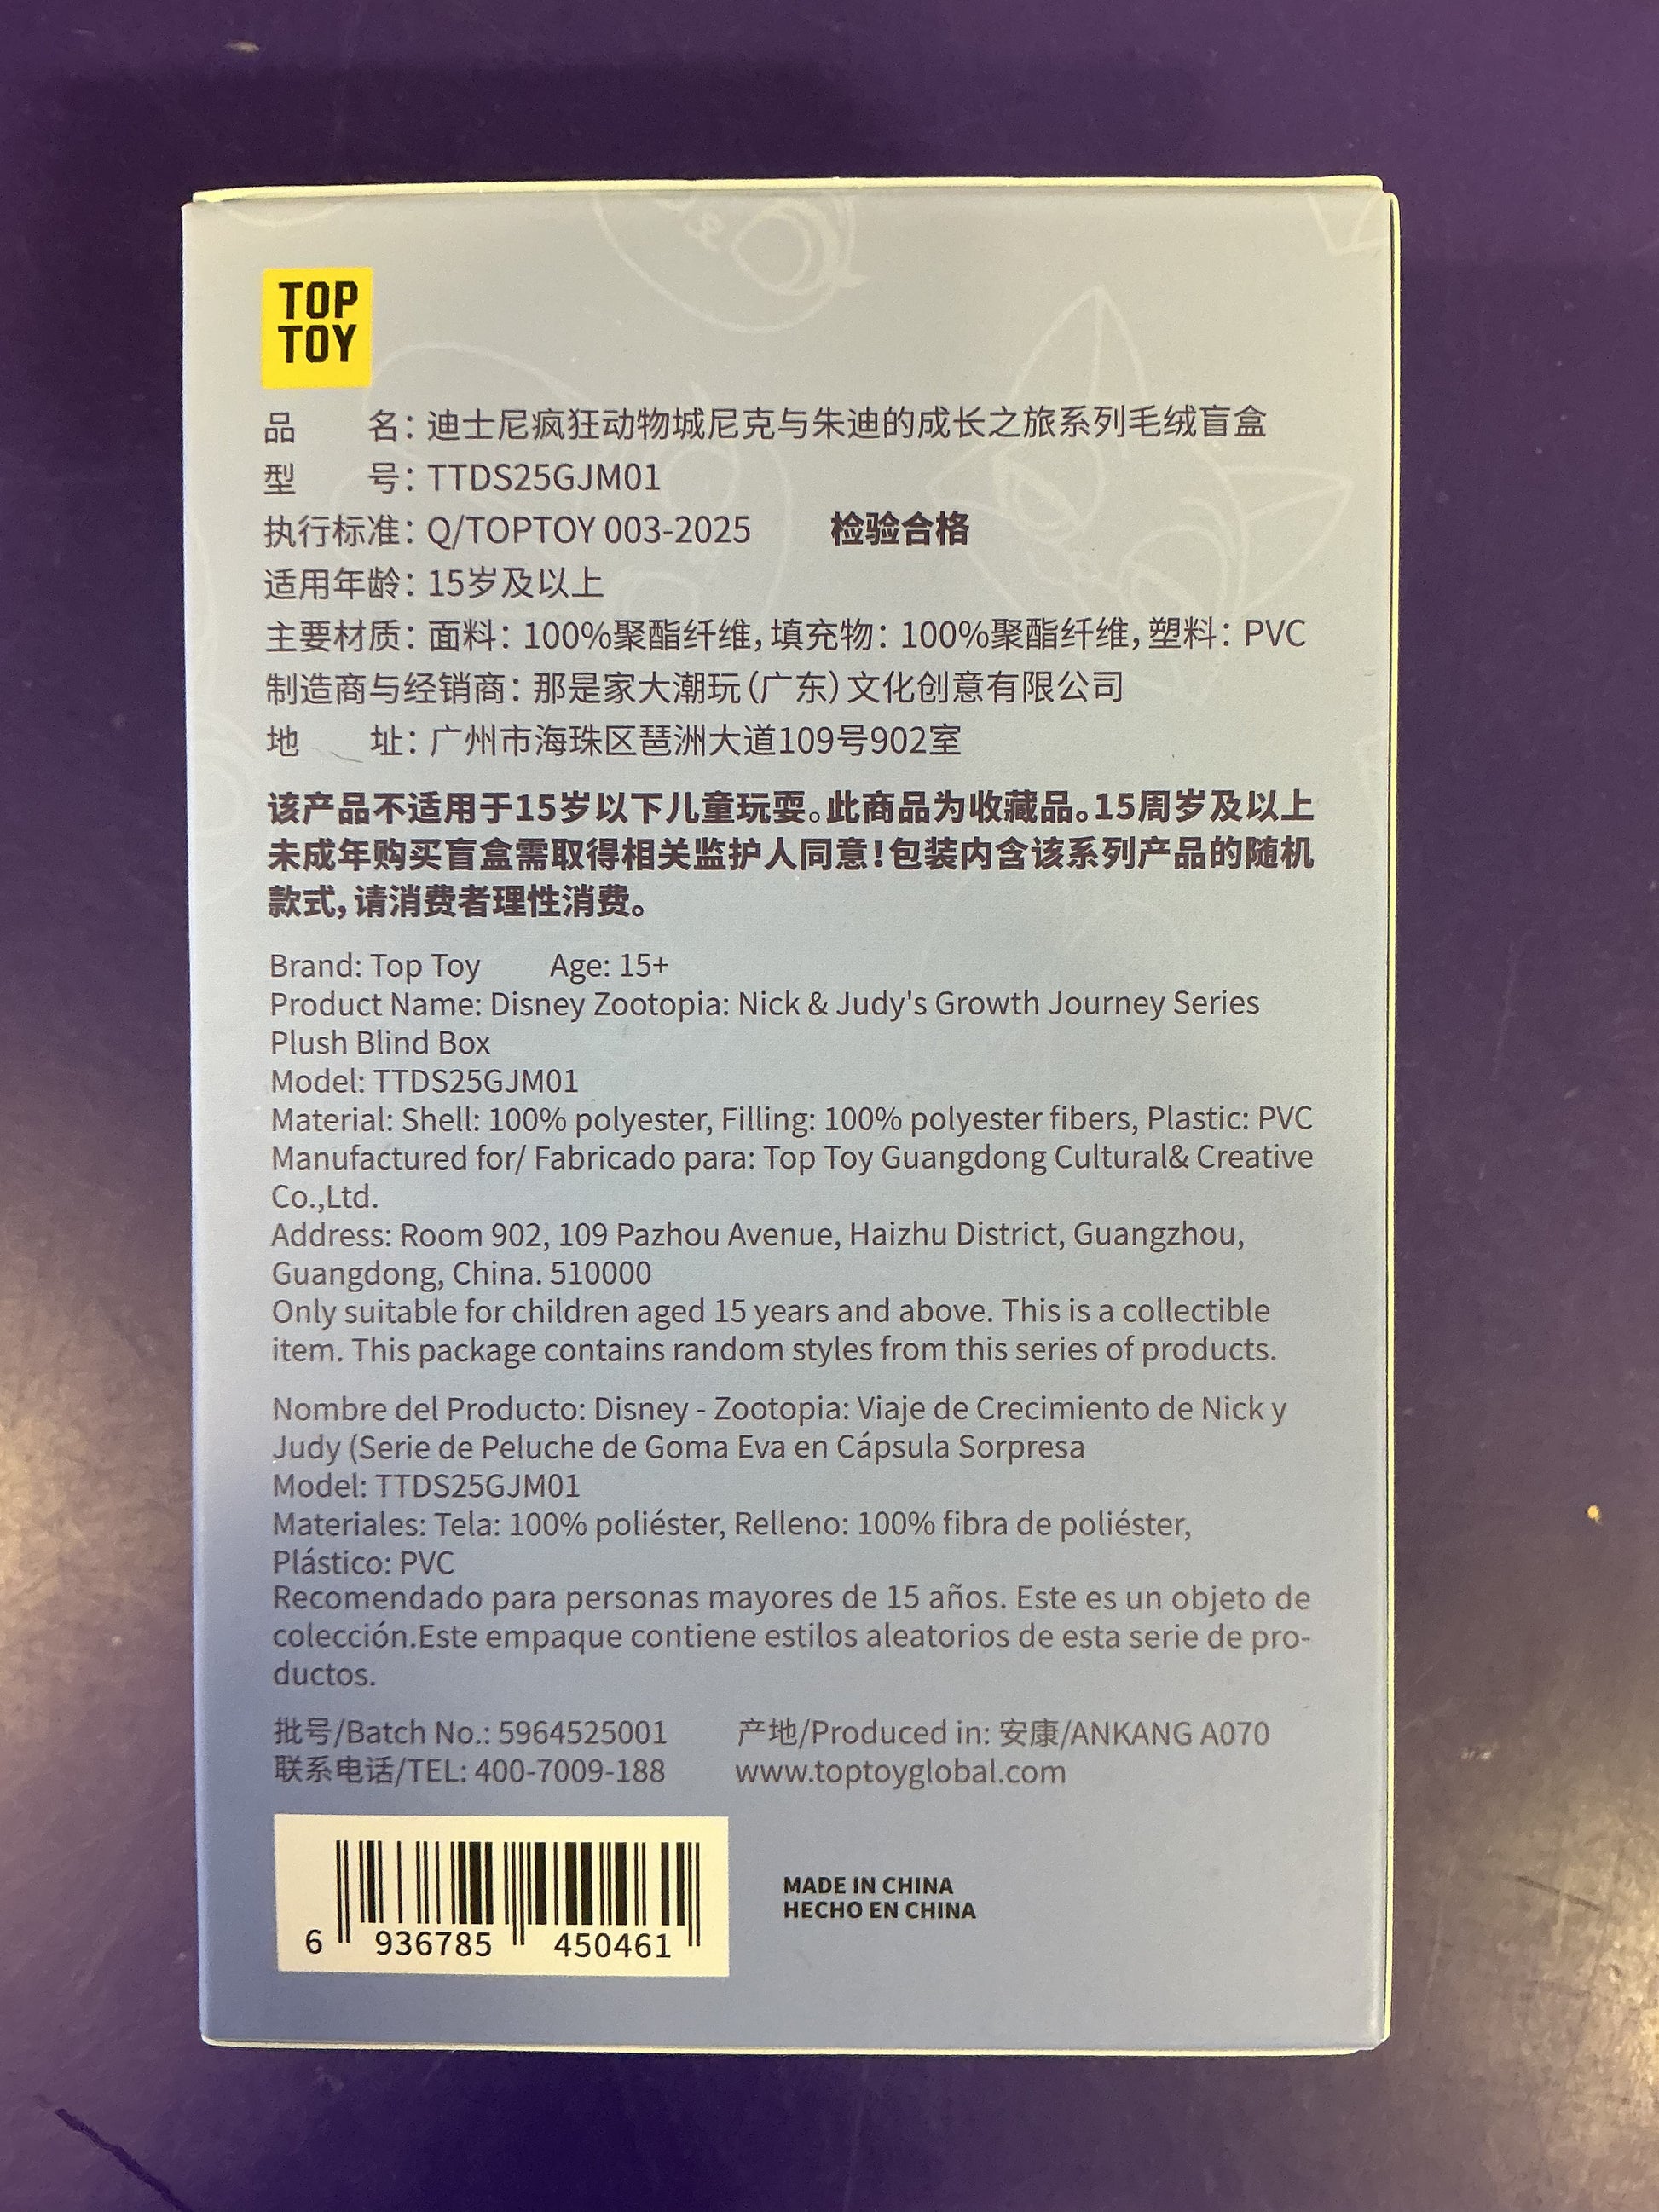 TOP
TOY
品 名：迪士尼疯狂动物城尼克与朱迪的成长之旅系列毛绒盲盒
型 号：TTDS25GJM01
执行标准：Q/TOPTOY 003-2025 检验合格
适用年龄：15岁及以上
主要材质：面料：100%聚酯纤维，填充物：100%聚酯纤维，塑料：PVC
制造商与经销商：那是家大潮玩（广东）文化创意有限公司
地 址：广州市海珠区琶洲大道109号902室
该产品不适用于15岁以下儿童玩耍。此商品为收藏品。15周岁及以上
未成年购买盲盒需取得相关监护人同意！包装内含该系列产品的随机
款式，请消费者理性消费。
Brand: Top Toy Age: 15+
Product Name: Disney Zootopia: Nick & Judy's Growth Journey Series
Plush Blind Box
Model: TTDS25GJM01
Material: Shell: 100% polyester, Filling: 100% polyester fibers, Plastic: PVC
Manufactured for/ Fabricado para: Top Toy Guangdong Cultural& Creative
Co.,Ltd.
Address: Room 902, 109 Pazhou Avenue, Haizhu District, Guangzhou,
Guangdong, China. 510000
Only suitable for children aged 15 years and above. This is a collectible
item. This package contains random styles from this series of products.
Nombre del Producto: Disney - Zootopia: Viaje de Crecimiento de Nick y
Judy (Serie de Peluche de Goma Eva en Cápsula Sorpresa
Model: TTDS25GJM01
Materiales: Tela: 100% poliéster, Relleno: 100% fibra de poliéster,
Plástico: PVC
Recomendado para personas mayores de 15 años. Este es un objeto de
colección.Este empaque contiene estilos aleatorios de esta serie de pro-
ductos.
批号/Batch No.: 5964525001 产地/Produced in: 安康/ANKANG A070
联系电话/TEL: 400-7009-188 www.toptoyglobal.com
6 936785 450461
MADE IN CHINA
HECHO EN CHINA